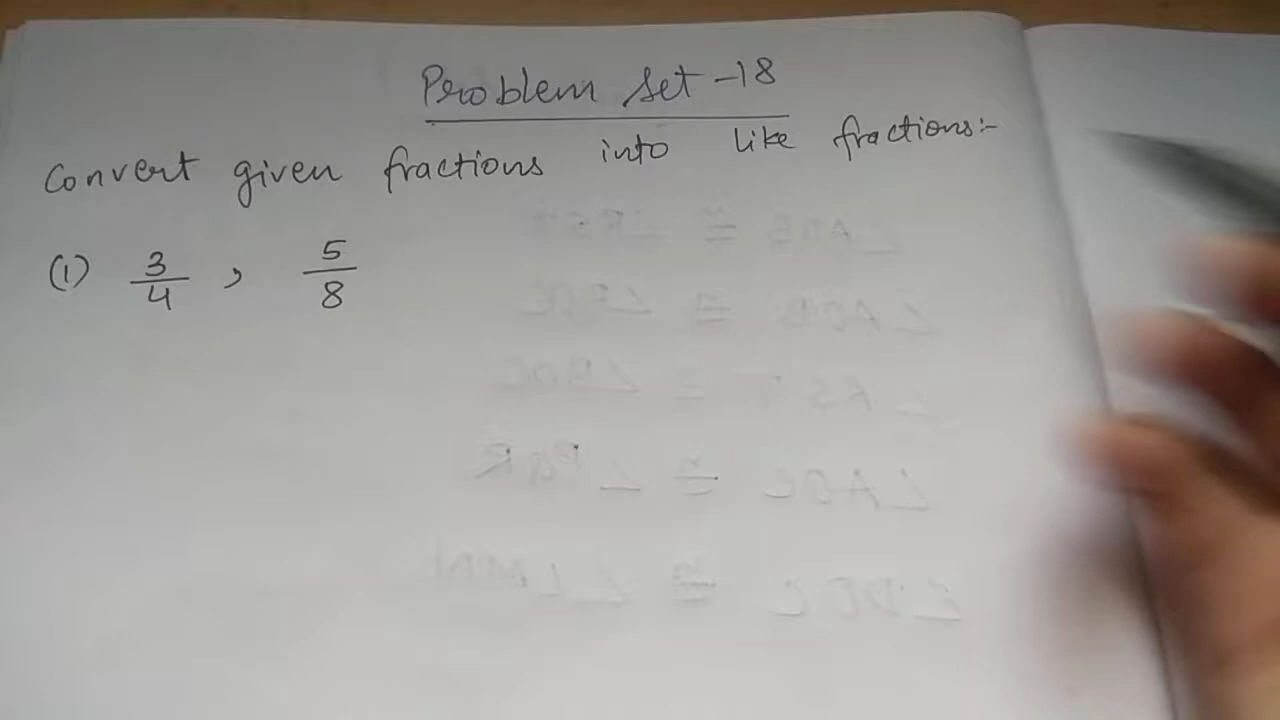 Problem Set -18
Convert given fractions into like fractions:-
(1) 3/4 , 5/8